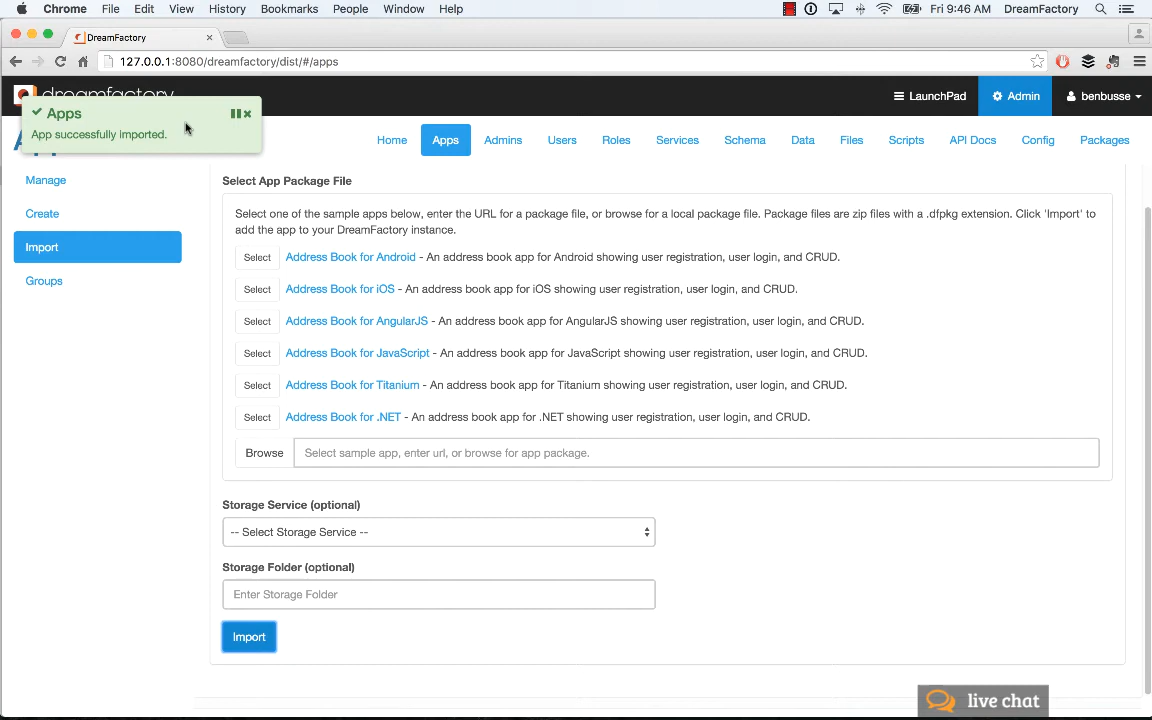 Chrome File Edit View History Bookmarks People Window Help Fri 9:46 AM DreamFactory
DreamFactory
127.0.0.1:8080/dreamfactory/dist/#/apps
dreamfactory
LaunchPad Admin benbusse
Apps
App successfully imported.
Home Apps Admins Users Roles Services Schema Data Files Scripts API Docs Config Packages
Manage
Create
Import
Groups
Select App Package File
Select one of the sample apps below, enter the URL for a package file, or browse for a local package file. Package files are zip files with a .dfpkg extension. Click 'Import' to
add the app to your DreamFactory instance.
Select Address Book for Android - An address book app for Android showing user registration, user login, and CRUD.
Select Address Book for iOS - An address book app for iOS showing user registration, user login, and CRUD.
Select Address Book for AngularJS - An address book app for AngularJS showing user registration, user login, and CRUD.
Select Address Book for JavaScript - An address book app for JavaScript showing user registration, user login, and CRUD.
Select Address Book for Titanium - An address book app for Titanium showing user registration, user login, and CRUD.
Select Address Book for .NET - An address book app for .NET showing user registration, user login, and CRUD.
Browse Select sample app, enter url, or browse for app package.
Storage Service (optional)
-- Select Storage Service --
Storage Folder (optional)
Enter Storage Folder
Import
live chat